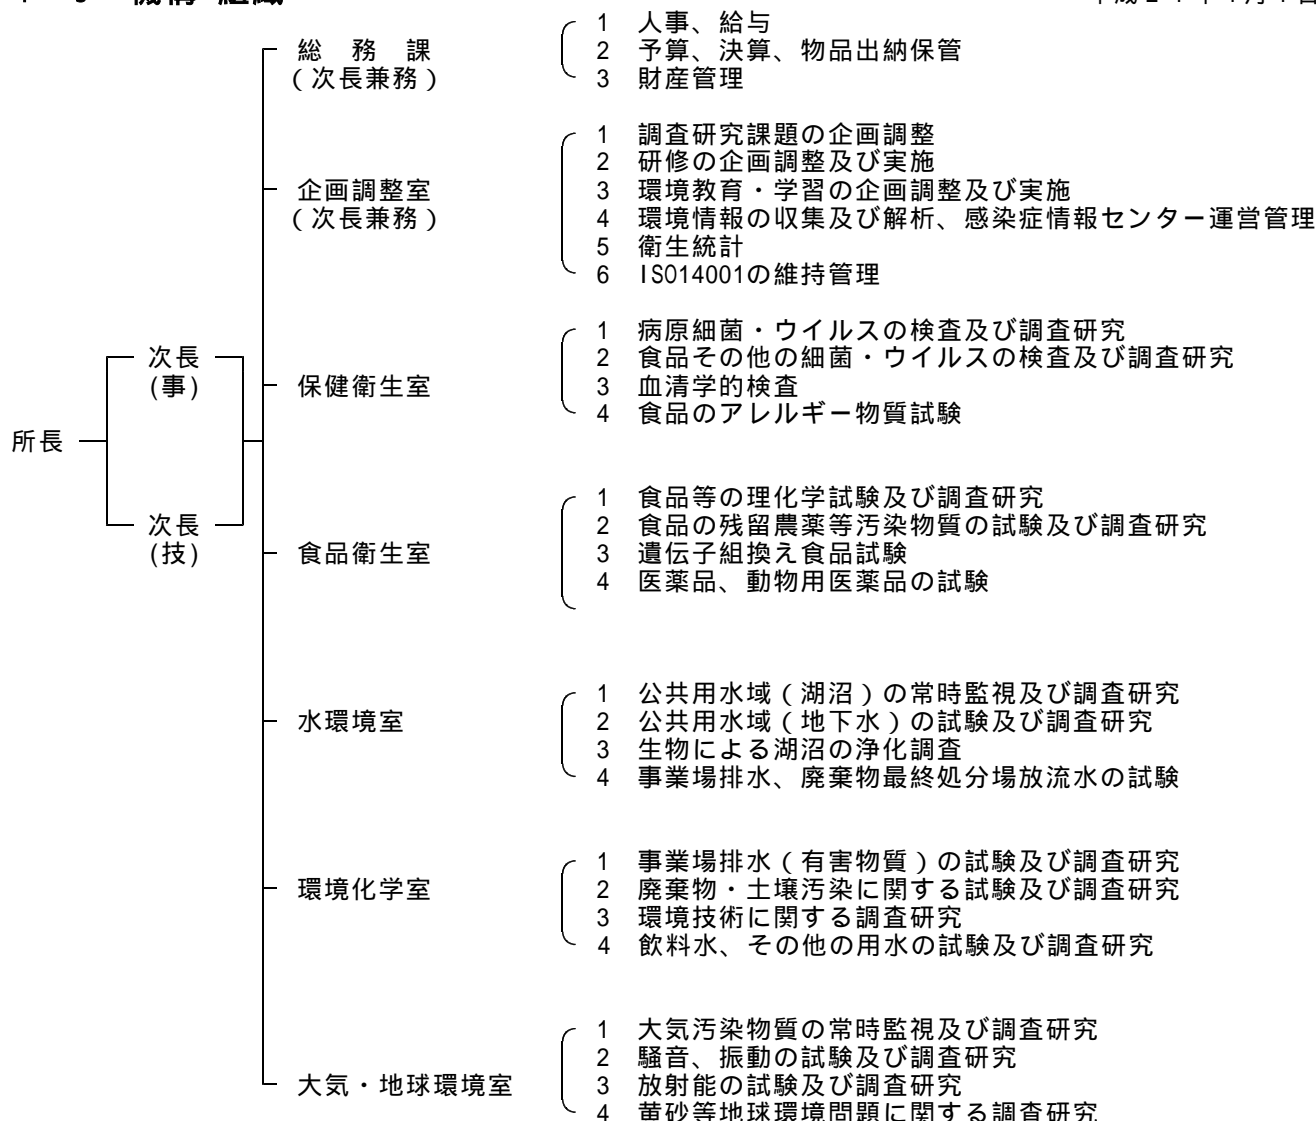 機構 組織
総　務　課
(次長兼務)
1 人事、給与
2 予算、決算、物品出納保管
3 財産管理
企画調整室
(次長兼務)
1 調査研究課題の企画調整
2 研修の企画調整及び実施
3 環境教育・学習の企画調整及び実施
4 環境情報の収集及び解析、感染症情報センター運営管理
5 衛生統計
6 ISO14001の維持管理
所長
次長
(事)
次長
(技)
保健衛生室
1 病原細菌・ウイルスの検査及び調査研究
2 食品その他の細菌・ウイルスの検査及び調査研究
3 血清学的検査
4 食品のアレルギー物質試験
食品衛生室
1 食品等の理化学試験及び調査研究
2 食品の残留農薬等汚染物質の試験及び調査研究
3 遺伝子組換え食品試験
4 医薬品、動物用医薬品の試験
水環境室
1 公共用水域(湖沼)の常時監視及び調査研究
2 公共用水域(地下水)の試験及び調査研究
3 生物による湖沼の浄化調査
4 事業場排水、廃棄物最終処分場放流水の試験
環境化学室
1 事業場排水(有害物質)の試験及び調査研究
2 廃棄物・土壌汚染に関する試験及び調査研究
3 環境技術に関する調査研究
4 飲料水、その他の用水の試験及び調査研究
大気・地球環境室
1 大気汚染物質の常時監視及び調査研究
2 騒音、振動の試験及び調査研究
3 放射能の試験及び調査研究
4 黄砂等地球環境問題に関する調査研究